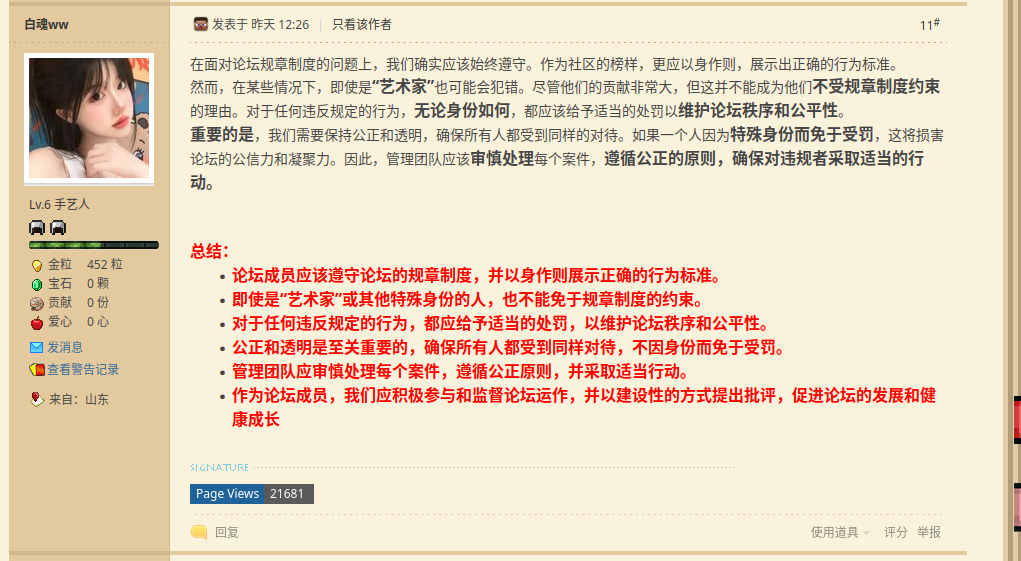 白魂ww
发表于 昨天 12:26 | 只看该作者
11#
在面对论坛规章制度的问题上，我们确实应该始终遵守。作为社区的榜样，更应以身作则，展示出正确的行为标准。
然而，在某些情况下，即使是“艺术家”也可能会犯错。尽管他们的贡献非常大，但这并不能成为他们不受规章制度约束
的理由。对于任何违反规定的行为，无论身份如何，都应该给予适当的处罚以维护论坛秩序和公平性。
重要的是，我们需要保持公正和透明，确保所有人都受到同样的对待。如果一个人因为特殊身份而免于受罚，这将损害
论坛的公信力和凝聚力。因此，管理团队应该审慎处理每个案件，遵循公正的原则，确保对违规者采取适当的行
动。
Lv.6 手艺人
金粒 452 粒
宝石 0 颗
贡献 0 份
爱心 0 心
发消息
查看警告记录
来自：山东
总结：
• 论坛成员应该遵守论坛的规章制度，并以身作则展示正确的行为标准。
• 即使是“艺术家”或其他特殊身份的人，也不能免于规章制度的约束。
• 对于任何违反规定的行为，都应给予适当的处罚，以维护论坛秩序和公平性。
• 公正和透明是至关重要的，确保所有人都受到同样对待，不因身份而免于受罚。
• 管理团队应审慎处理每个案件，遵循公正原则，并采取适当行动。
• 作为论坛成员，我们应积极参与和监督论坛运作，并以建设性的方式提出批评，促进论坛的发展和健
康成长
SIGNATURE
Page Views 21681
回复
使用道具 评分 举报